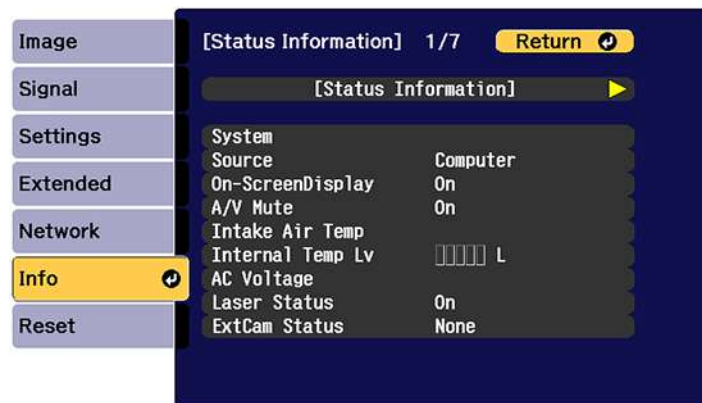 Image
Signal
Settings
Extended
Network
Info
Reset
[Status Information] 1/7 Return
[Status Information]
System
Source Computer
On-ScreenDisplay On
A/V Mute On
Intake Air Temp
Internal Temp Lv L
AC Voltage
Laser Status On
ExtCam Status None